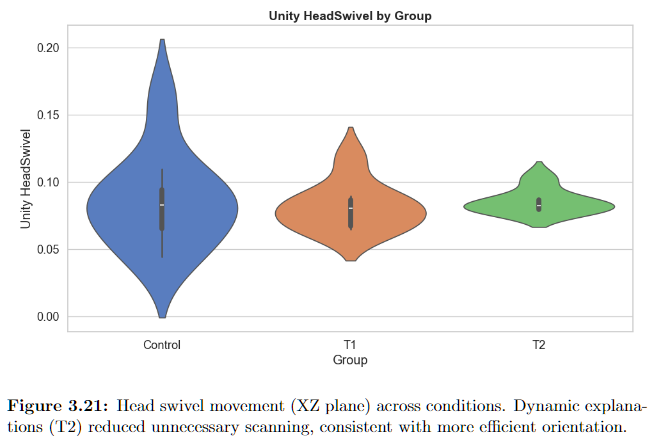 Unity HeadSwivel by Group
0.20
0.15
0.10
0.05
0.00
Unity HeadSwivel
Control T1 T2
Group
Figure 3.21: Head swivel movement (XZ plane) across conditions. Dynamic explana-
tions (T2) reduced unnecessary scanning, consistent with more efficient orientation.